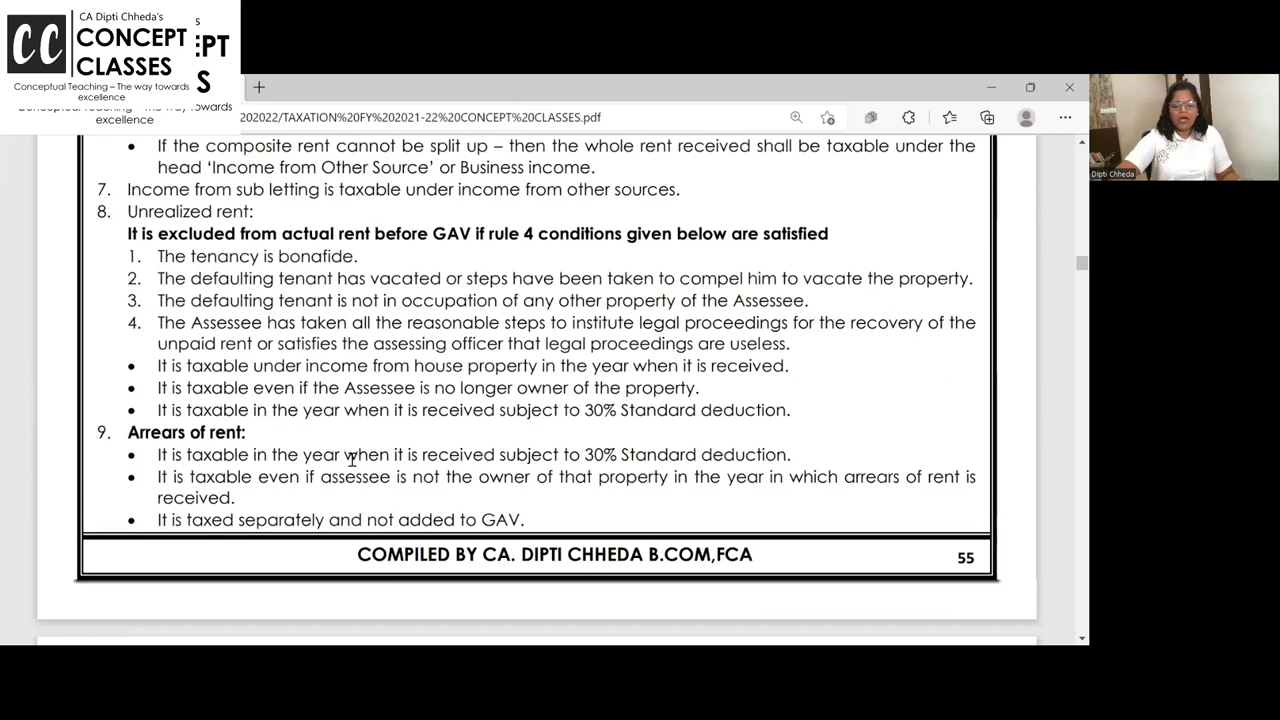 CA Dipti Chheda's
CC
CONCEPT
CLASSES
Conceptual Teaching – The way towards
excellence
s
EPT
S
Conceptual Teaching – The way towards
excellence
2022/TAXATION%20FY%202021-22%20CONCEPT%20CLASSES.pdf
Dipti Chheda
• If the composite rent cannot be split up – then the whole rent received shall be taxable under the
head 'Income from Other Source' or Business income.
7. Income from sub letting is taxable under income from other sources.
8. Unrealized rent:
It is excluded from actual rent before GAV if rule 4 conditions given below are satisfied
1. The tenancy is bonafide.
2. The defaulting tenant has vacated or steps have been taken to compel him to vacate the property.
3. The defaulting tenant is not in occupation of any other property of the Assessee.
4. The Assessee has taken all the reasonable steps to institute legal proceedings for the recovery of the
unpaid rent or satisfies the assessing officer that legal proceedings are useless.
• It is taxable under income from house property in the year when it is received.
• It is taxable even if the Assessee is no longer owner of the property.
• It is taxable in the year when it is received subject to 30% Standard deduction.
9. Arrears of rent:
• It is taxable in the year when it is received subject to 30% Standard deduction.
• It is taxable even if assessee is not the owner of that property in the year in which arrears of rent is
received.
• It is taxed separately and not added to GAV.
COMPILED BY CA. DIPTI CHHEDA B.COM,FCA 55